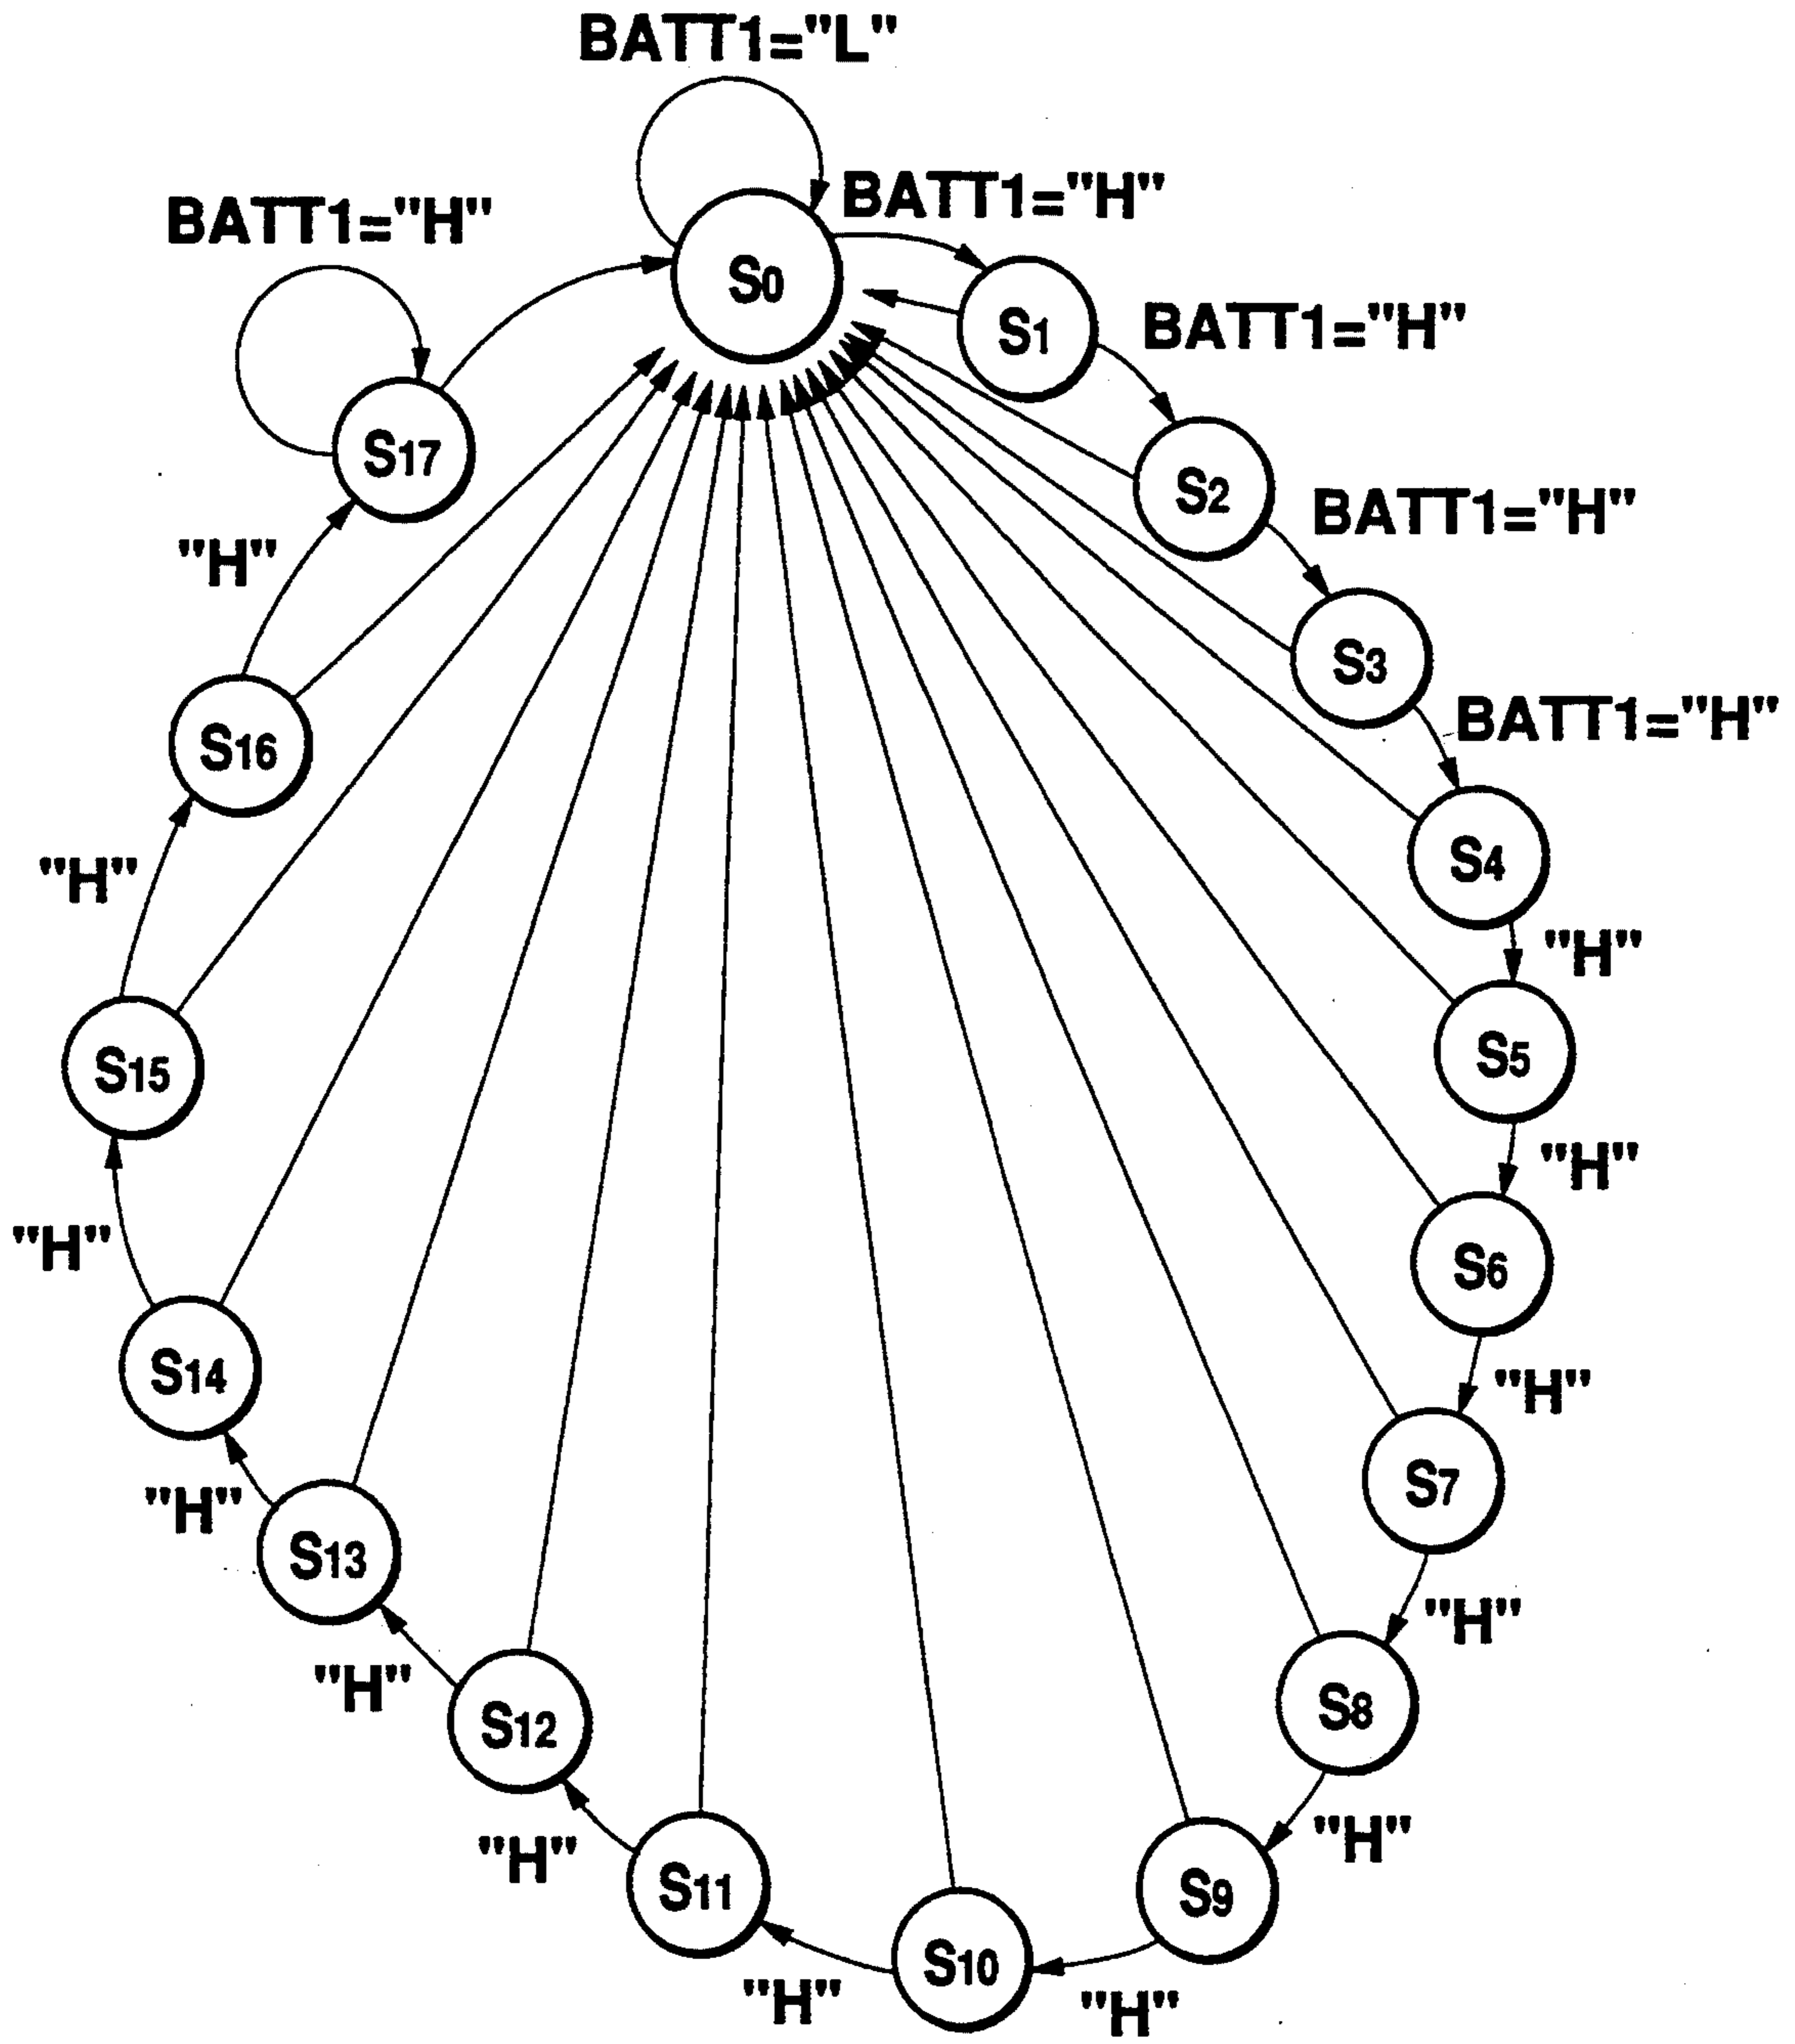 BATT1="L"
BATT1="H"
BATT1="H"
S0
BATT1="H"
S1
S17
S2
BATT1="H"
"H"
S3
BATT1="H"
S16
S4
"H"
"H"
S15
S5
"H"
"H"
S6
S14
"H"
S7
"H"
S13
"H"
"H"
S12
S8
"H"
"H"
S11
S9
S10
"H"
"H"